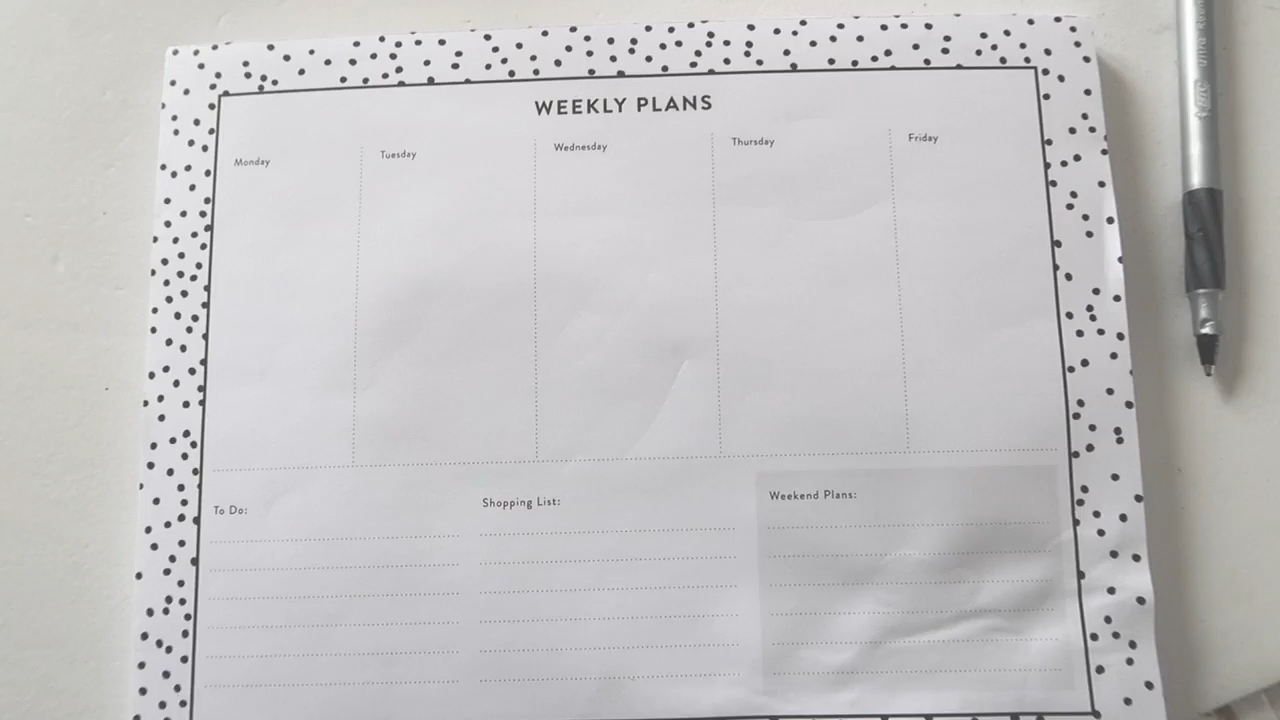 WEEKLY PLANS
Monday
Tuesday
Wednesday
Thursday
Friday
To Do:
Shopping List:
Weekend Plans:
BIC